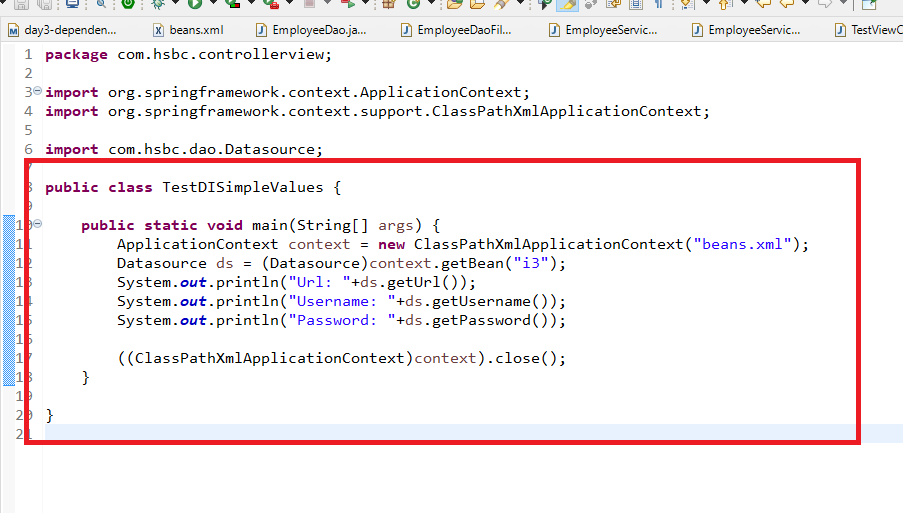 day3-dependen...
beans.xml
EmployeeDao.ja...
EmployeeDaoFil...
EmployeeServic...
EmployeeServic...
TestViewC
1 package com.hsbc.controllerview;
2
3 import org.springframework.context.ApplicationContext;
4 import org.springframework.context.support.ClassPathXmlApplicationContext;
5
6 import com.hsbc.dao.Datasource;
7
8 public class TestDISimpleValues {
9
10 public static void main(String[] args) {
11 ApplicationContext context = new ClassPathXmlApplicationContext("beans.xml");
12 Datasource ds = (Datasource)context.getBean("i3");
13 System.out.println("Url: "+ds.getUrl());
14 System.out.println("Username: "+ds.getUsername());
15 System.out.println("Password: "+ds.getPassword());
16
17 ((ClassPathXmlApplicationContext)context).close();
18 }
19
20 }
21